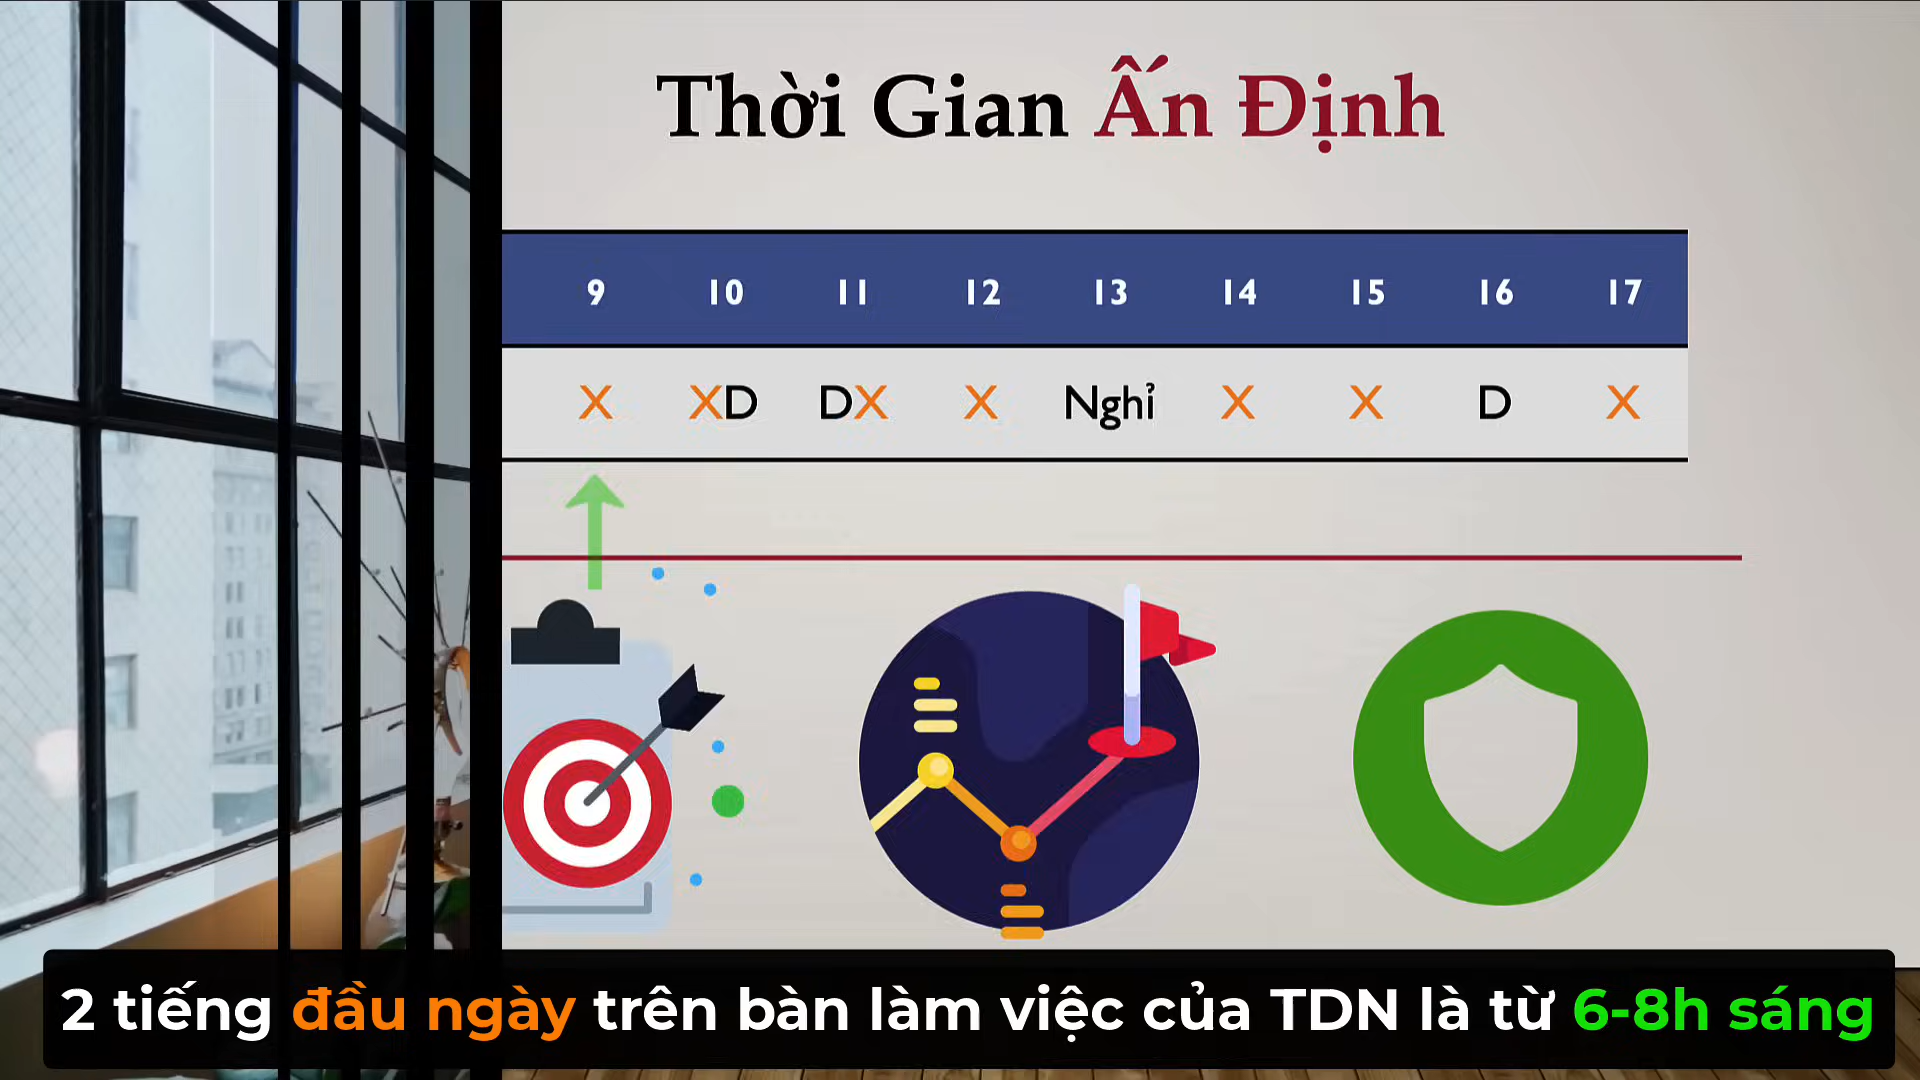 Thời Gian Ấn Định
9 10 11 12 13 14 15 16 17
X XD DX X Nghỉ X X D X
2 tiếng đầu ngày trên bàn làm việc của TDN là từ 6-8h sáng